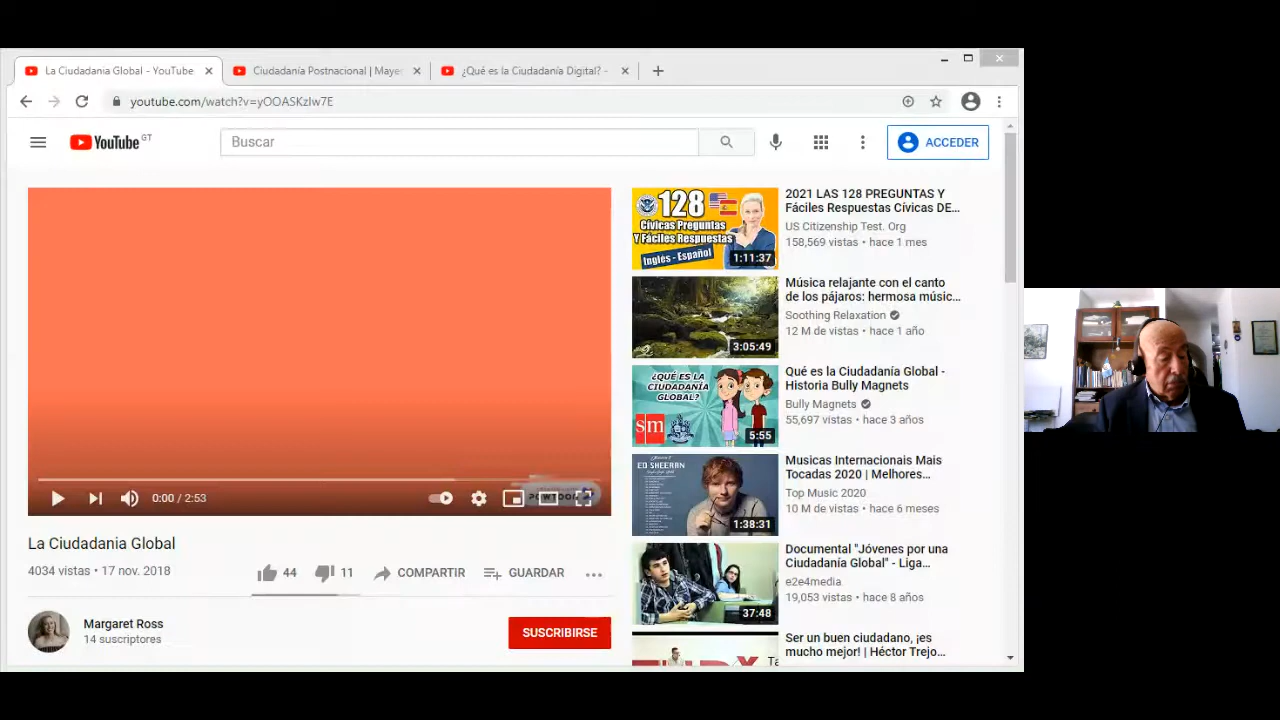 La Ciudadania Global - YouTube
Ciudadanía Postnacional | Mayer
¿Qué es la Ciudadanía Digital? -
youtube.com/watch?v=yOOASKzIw7E
YouTube GT
Buscar
ACCEDER
0:00 / 2:53
POWTOON
La Ciudadania Global
4034 vistas • 17 nov. 2018
44
11
COMPARTIR
GUARDAR
Margaret Ross
14 suscriptores
SUSCRIBIRSE
128
Cívicas Preguntas
Y Fáciles Respuestas
Inglés - Español
1:11:37
2021 LAS 128 PREGUNTAS Y
Fáciles Respuestas Cívicas DE...
US Citizenship Test. Org
158,569 vistas • hace 1 mes
3:05:49
Música relajante con el canto
de los pájaros: hermosa músic...
Soothing Relaxation
12 M de vistas • hace 1 año
¿QUÉ ES LA
CIUDADANÍA
GLOBAL?
sm
5:55
Qué es la Ciudadanía Global -
Historia Bully Magnets
Bully Magnets
55,697 vistas • hace 3 años
ED SHEERAN
1:38:31
Musicas Internacionais Mais
Tocadas 2020 | Melhores...
Top Music 2020
10 M de vistas • hace 6 meses
37:48
Documental "Jóvenes por una
Ciudadanía Global" - Liga...
e2e4media
19,053 vistas • hace 8 años
Ser un buen ciudadano, ¡es
mucho mejor! | Héctor Trejo...